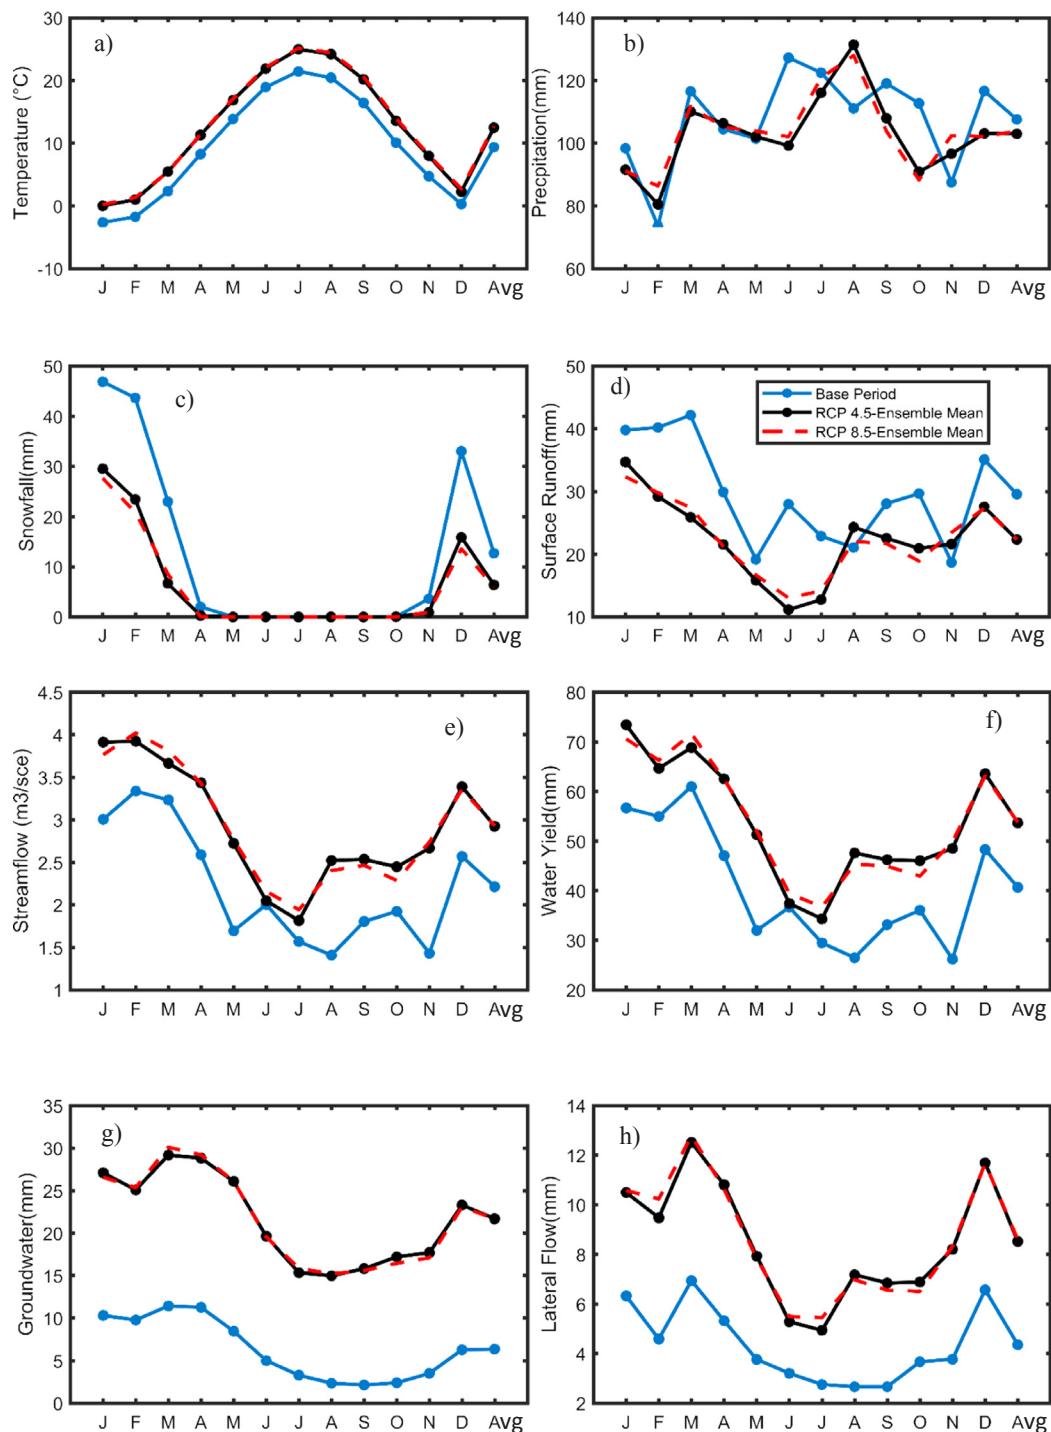 a)
Temperature (°C)
30
20
10
0
-10
J F M A M J J A S O N D Avg
b)
Precpitation(mm)
140
120
100
80
60
J F M A M J J A S O N D Avg
c)
Snowfall(mm)
50
40
30
20
10
0
J F M A M J J A S O N D Avg
d)
Surface Runoff(mm)
50
40
30
20
10
Base Period
RCP 4.5-Ensemble Mean
RCP 8.5-Ensemble Mean
J F M A M J J A S O N D Avg
e)
Streamflow (m3/sce)
4.5
4
3.5
3
2.5
2
1.5
1
J F M A M J J A S O N D Avg
f)
Water Yield(mm)
80
70
60
50
40
30
20
J F M A M J J A S O N D Avg
g)
Groundwater(mm)
35
30
25
20
15
10
5
0
J F M A M J J A S O N D Avg
h)
Lateral Flow(mm)
14
12
10
8
6
4
2
J F M A M J J A S O N D Avg